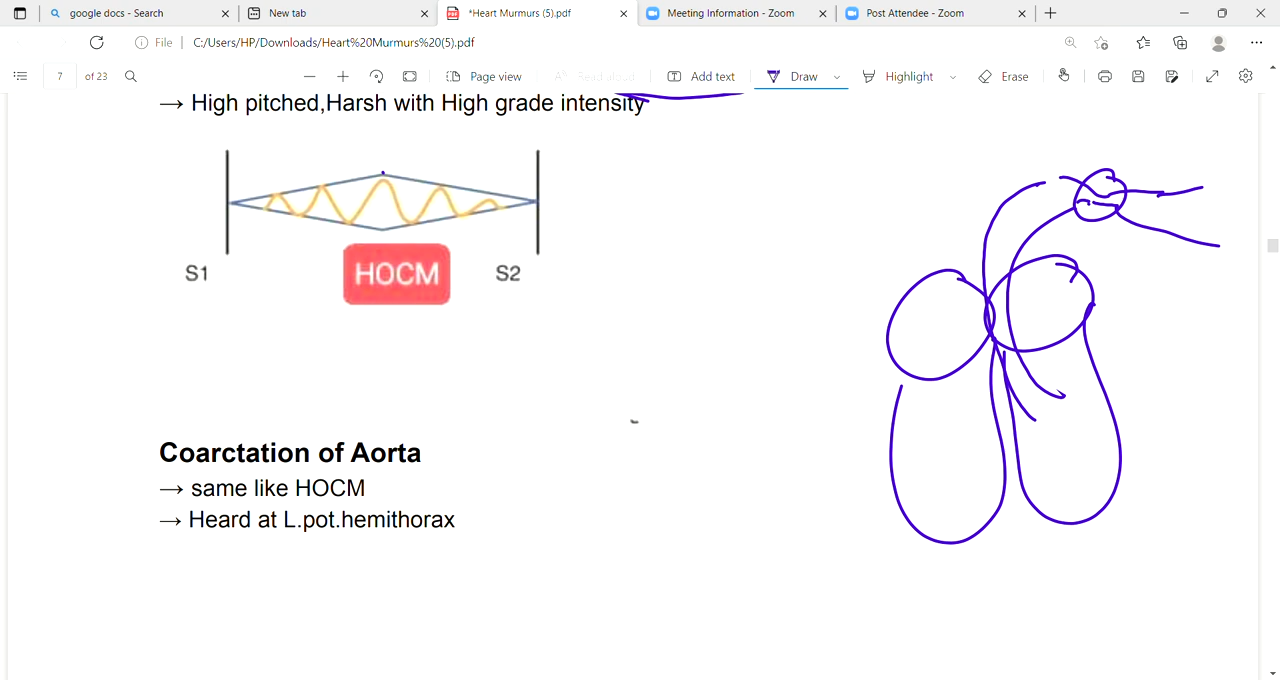 google docs - Search
New tab
*Heart Murmurs (5).pdf
Meeting Information - Zoom
Post Attendee - Zoom
File
C:/Users/HP/Downloads/Heart%20Murmurs%20(5).pdf
7 of 23
Page view
Read aloud
Add text
Draw
Highlight
Erase
→ High pitched,Harsh with High grade intensity
S1
HOCM
S2
Coarctation of Aorta
→ same like HOCM
→ Heard at L.pot.hemithorax